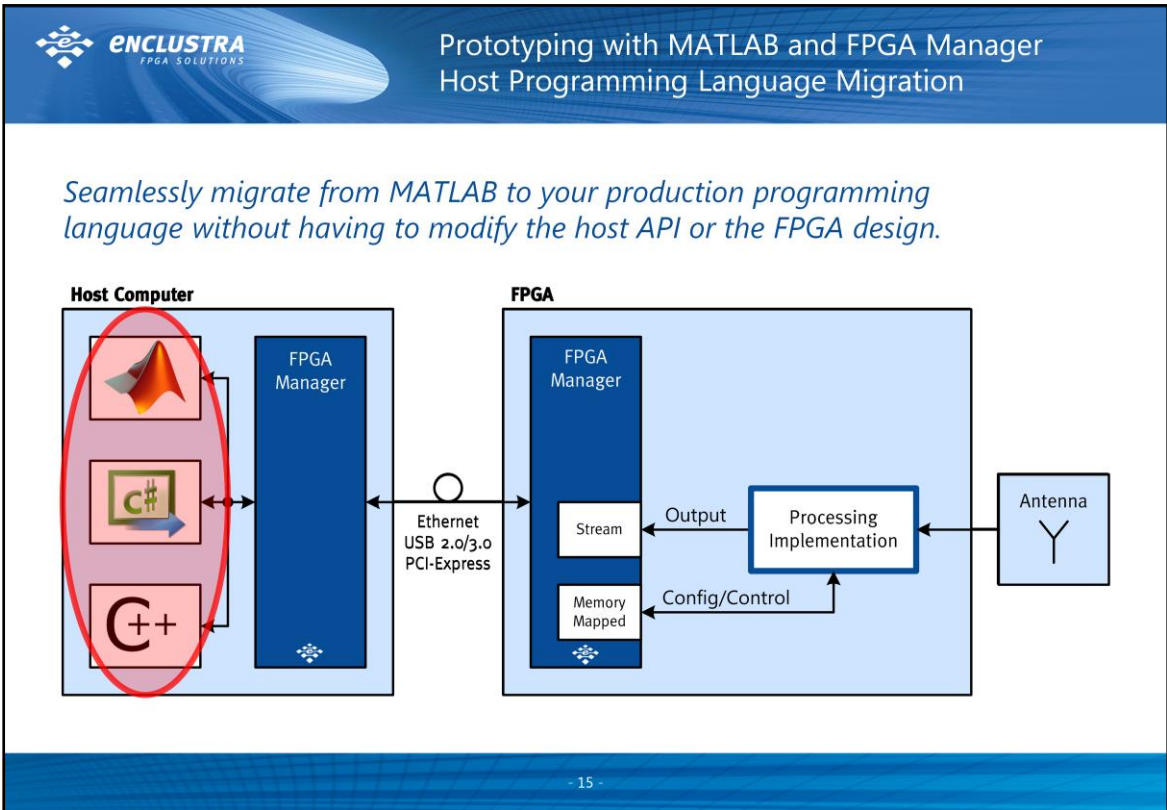 ENCLUSTRA
FPGA SOLUTIONS
Prototyping with MATLAB and FPGA Manager
Host Programming Language Migration
Seamlessly migrate from MATLAB to your production programming
language without having to modify the host API or the FPGA design.
Host Computer
FPGA
Manager
C#
C++
Ethernet
USB 2.0/3.0
PCI-Express
FPGA
FPGA
Manager
Stream
Memory
Mapped
Output
Config/Control
Processing
Implementation
Antenna
- 15 -